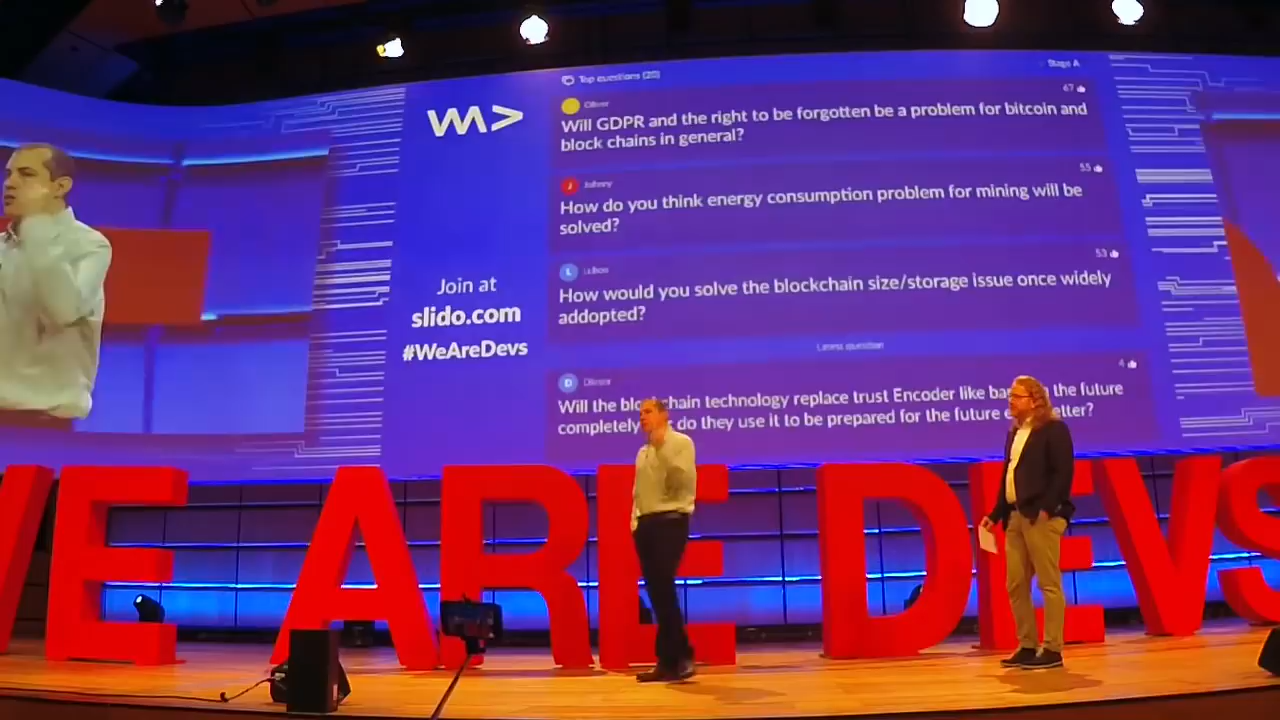 Top questions (20)
Stage A
67
Oliver
Will GDPR and the right to be forgotten be a problem for bitcoin and
block chains in general?
55
J Johnny
How do you think energy consumption problem for mining will be
solved?
53
L
How would you solve the blockchain size/storage issue once widely
addopted?
Latest question
4
D
Will the chain technology replace trust Encoder like the future
completely do they use it to be prepared for the future
Join at
slido.com
#WeAreDevs
WE ARE DEVS